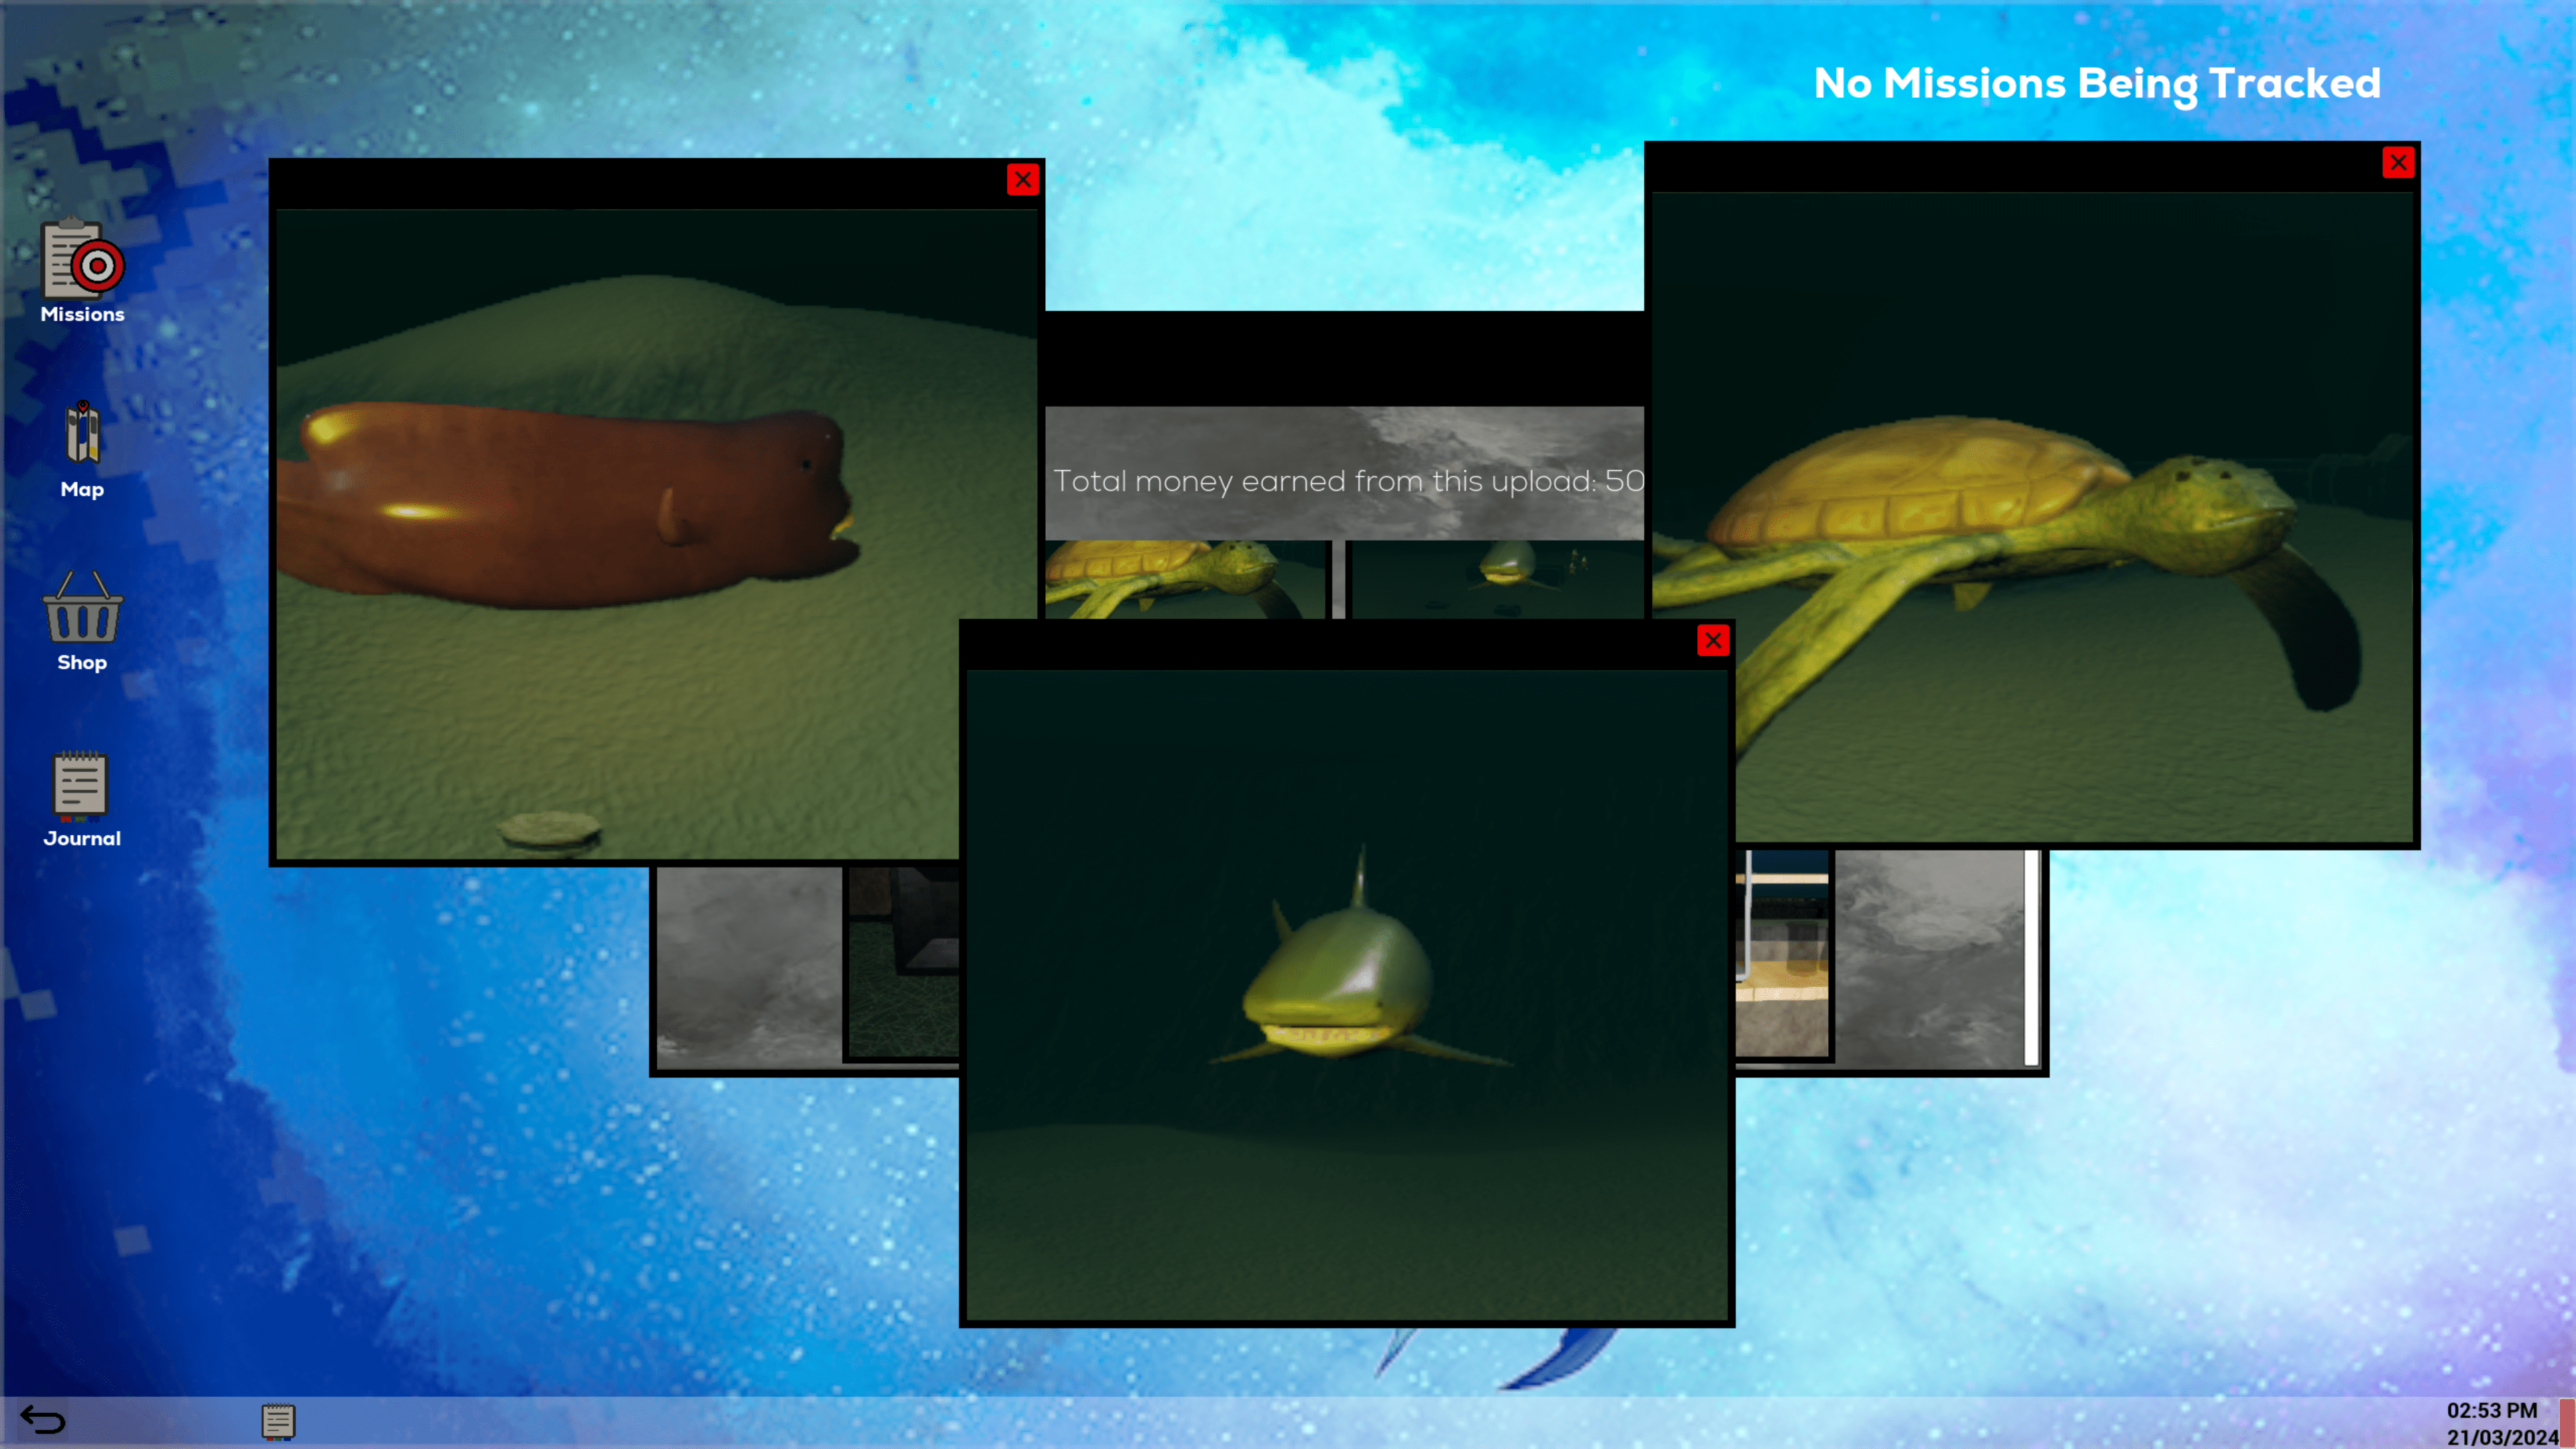 No Missions Being Tracked
Missions
Total money earned from this upload: 50
Map
Shop
Journal
02:53 PM
21/03/2024